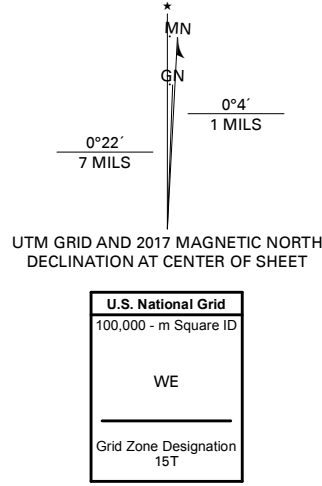 ★
MN
GN
0°4´
1 MILS
0°22´
7 MILS
UTM GRID AND 2017 MAGNETIC NORTH
DECLINATION AT CENTER OF SHEET
U.S. National Grid
100,000 - m Square ID
WE
Grid Zone Designation
15T